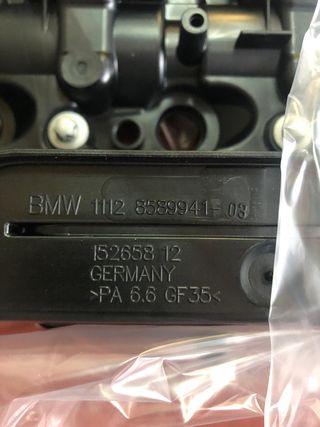 BMW 1112 8589941-03
152658 12
GERMANY
>PA 6.6 GF35<